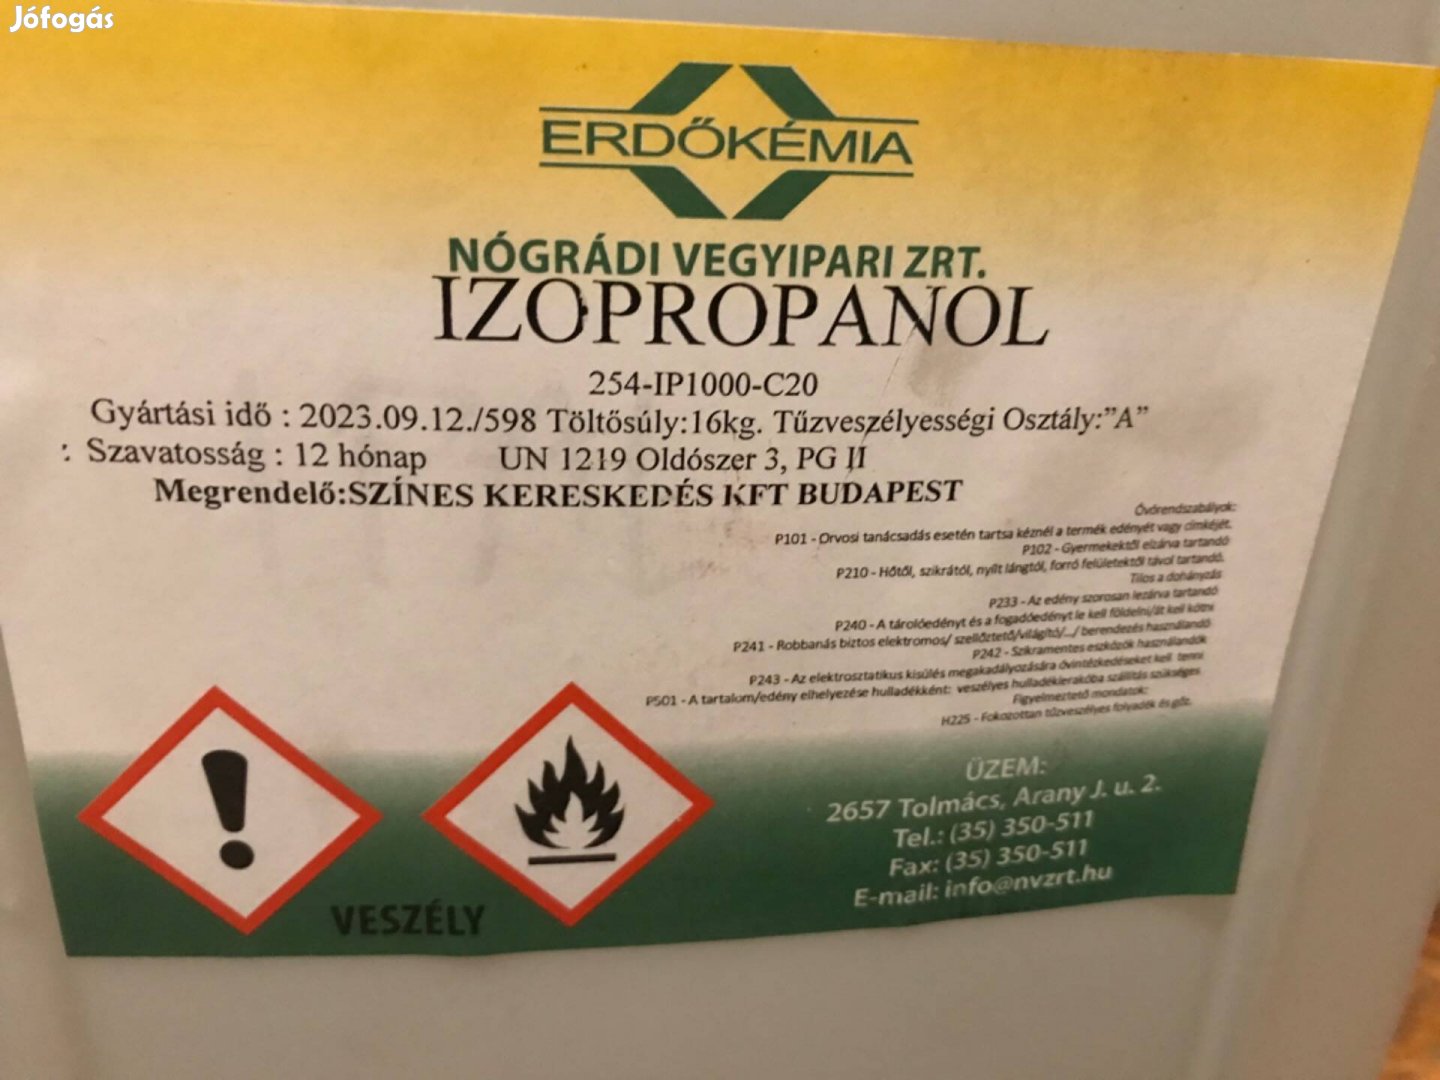 Jófogás
ERDŐKÉMIA
NÓGRÁDI VEGYIPARI ZRT.
IZOPROPANOL
254-IP1000-C20
Gyártási idő : 2023.09.12./598 Töltősúly:16kg. Tűzveszélyességi Osztály:”A”
: Szavatosság : 12 hónap UN 1219 Oldószer 3, PG II
Megrendelő:SZÍNES KERESKEDÉS KFT BUDAPEST
Óvórendszabályok:
P101 - Orvosi tanácsadás esetén tartsa kéznél a termék edényét vagy címkéjét.
P102 - Gyermekektől elzárva tartandó
P210 - Hőtől, szikrától, nyílt lángtól, forró felületektől távol tartandó.
Tilos a dohányzás
P233 - Az edény szorosan lezárva tartandó
P240 - A tárolóedényt és a fogadóedényt le kell földelni/át kell kötni
P241 - Robbanás biztos elektromos/ szellőztető/világító/.../ berendezés használandó
P242 - Szikramentes eszközök használandók
P243 - Az elektrosztatikus kisülés megakadályozására óvintézkedéseket kell tenni
P501 - A tartalom/edény elhelyezése hulladékként: veszélyes hulladéklerakóba szállítás szükséges
Figyelmeztető mondatok:
H225 - Fokozottan tűzveszélyes folyadék és gőz.
VESZÉLY
ÜZEM:
2657 Tolmács, Arany J. u. 2.
Tel.: (35) 350-511
Fax: (35) 350-511
E-mail: info@nvzrt.hu